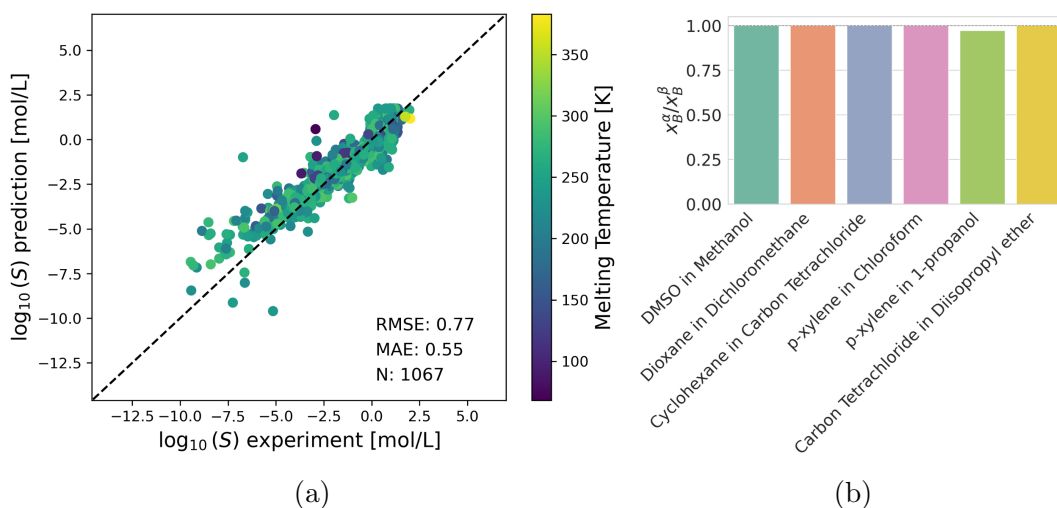 5.0
2.5
0.0
−2.5
−5.0
−7.5
−10.0
−12.5
log₁₀ (S) prediction [mol/L]
RMSE: 0.77
MAE: 0.55
N: 1067
−12.5 −10.0 −7.5 −5.0 −2.5 0.0 2.5 5.0
log₁₀ (S) experiment [mol/L]
350
300
250
200
150
100
Melting Temperature [K]
(a)
1.00
0.75
0.50
0.25
0.00
x_B^α/x_B^β
DMSO in Methanol
Dioxane in Dichloromethane
Cyclohexane in Carbon Tetrachloride
p-xylene in Chloroform
p-xylene in 1-propanol
Carbon Tetrachloride in Diisopropyl ether
(b)